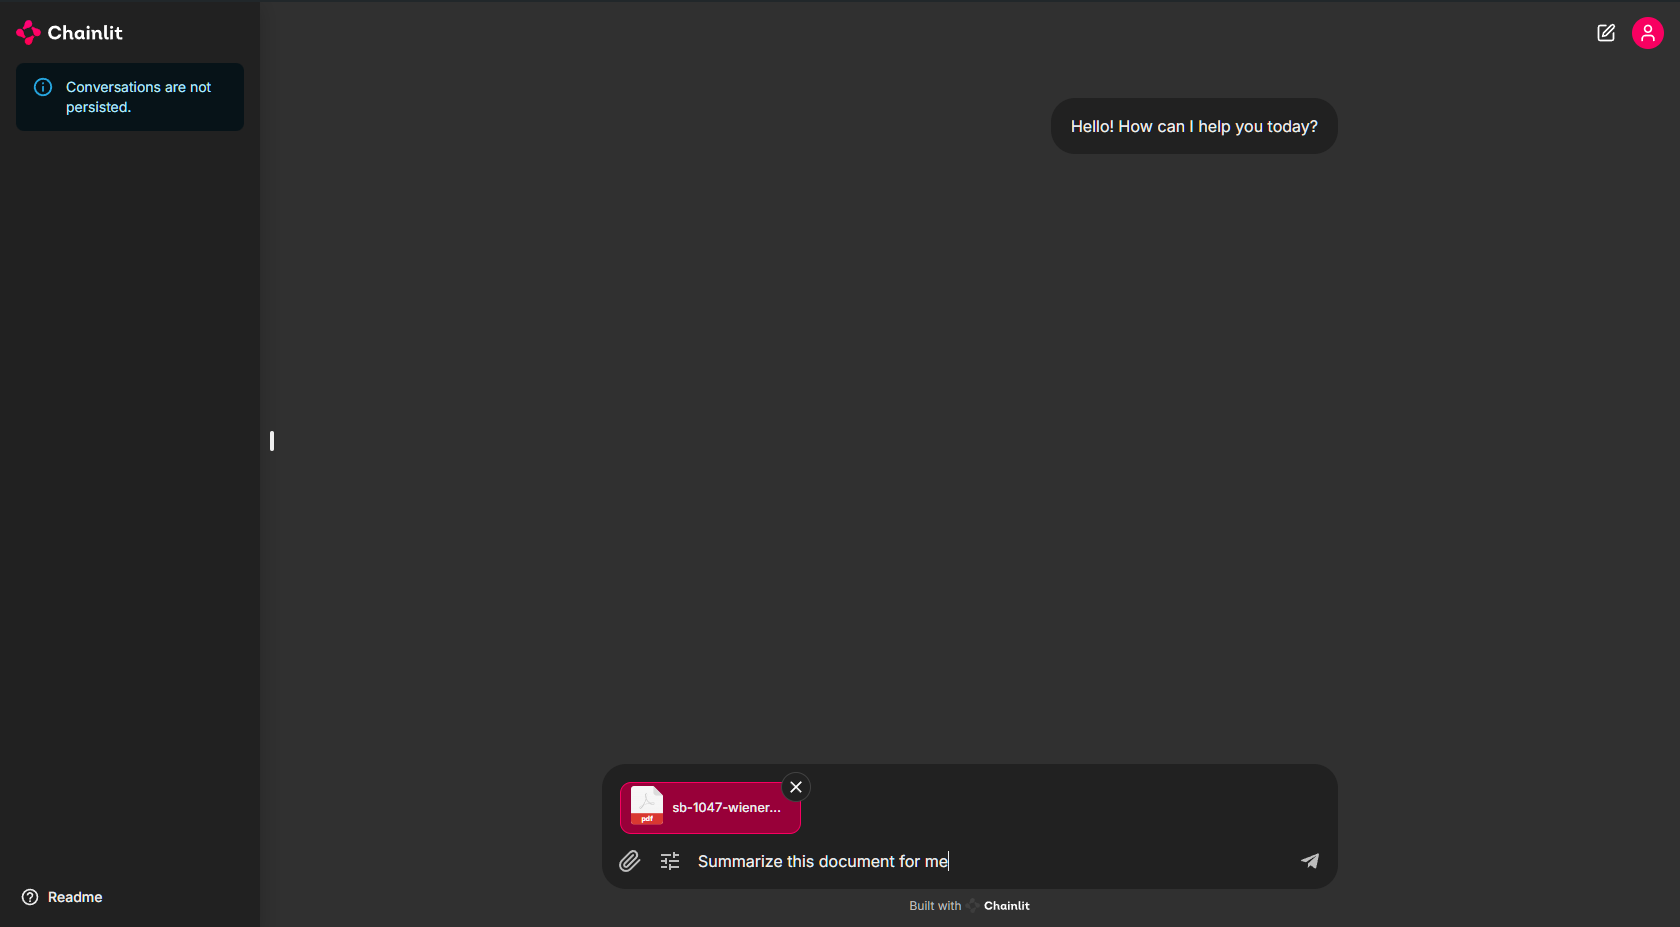 Chainlit
Conversations are not
persisted.
Hello! How can I help you today?
pdf
sb-1047-wiener...
Summarize this document for me
Readme
Built with Chainlit